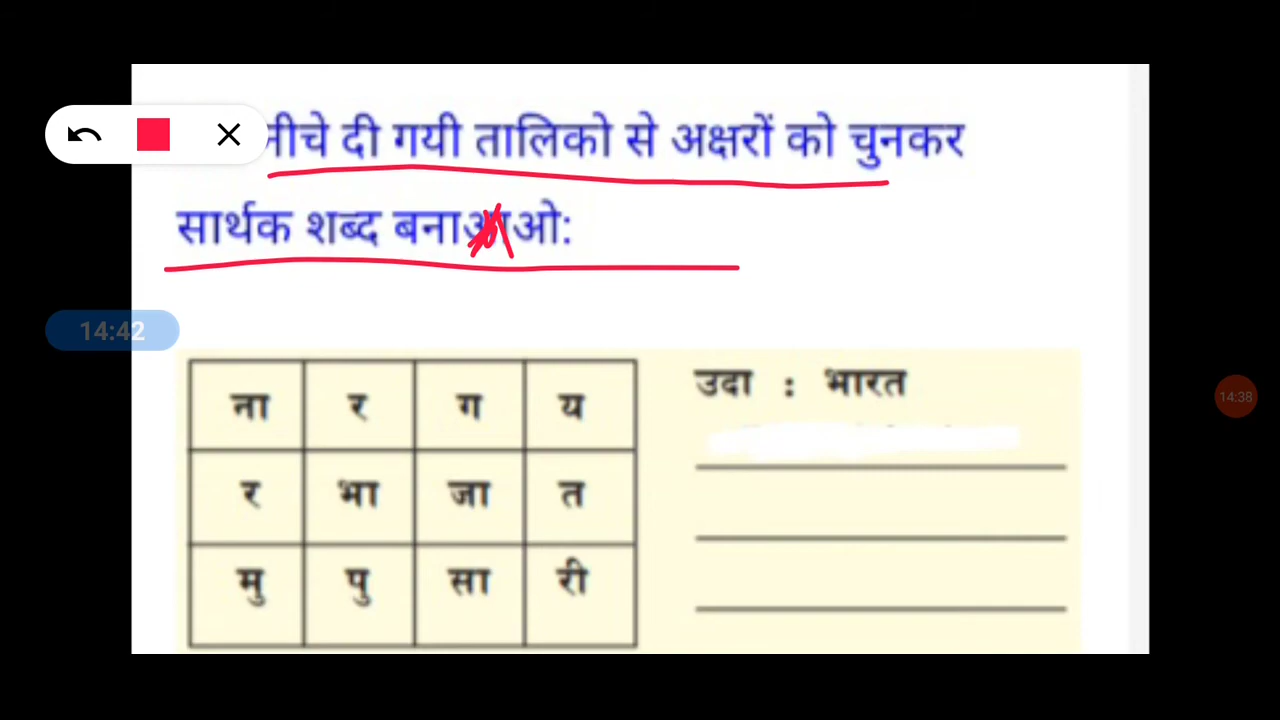 नीचे दी गयी तालिको से अक्षरों को चुनकर
सार्थक शब्द बनाओ:
14:42
14:38
ना र ग य
उदा : भारत
र भा जा त
मु पु सा री